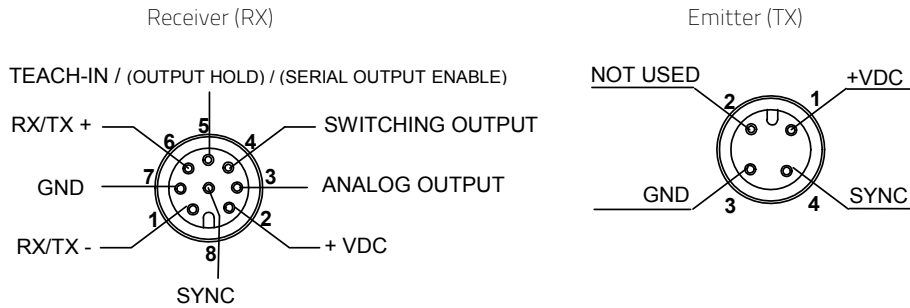 Receiver (RX)
Emitter (TX)
TEACH-IN / (OUTPUT HOLD) / (SERIAL OUTPUT ENABLE)
RX/TX +
5
6
4
SWITCHING OUTPUT
GND
7
3
ANALOG OUTPUT
1
2
RX/TX -
8
+ VDC
SYNC
NOT USED
2
1
+VDC
GND
3
4
SYNC